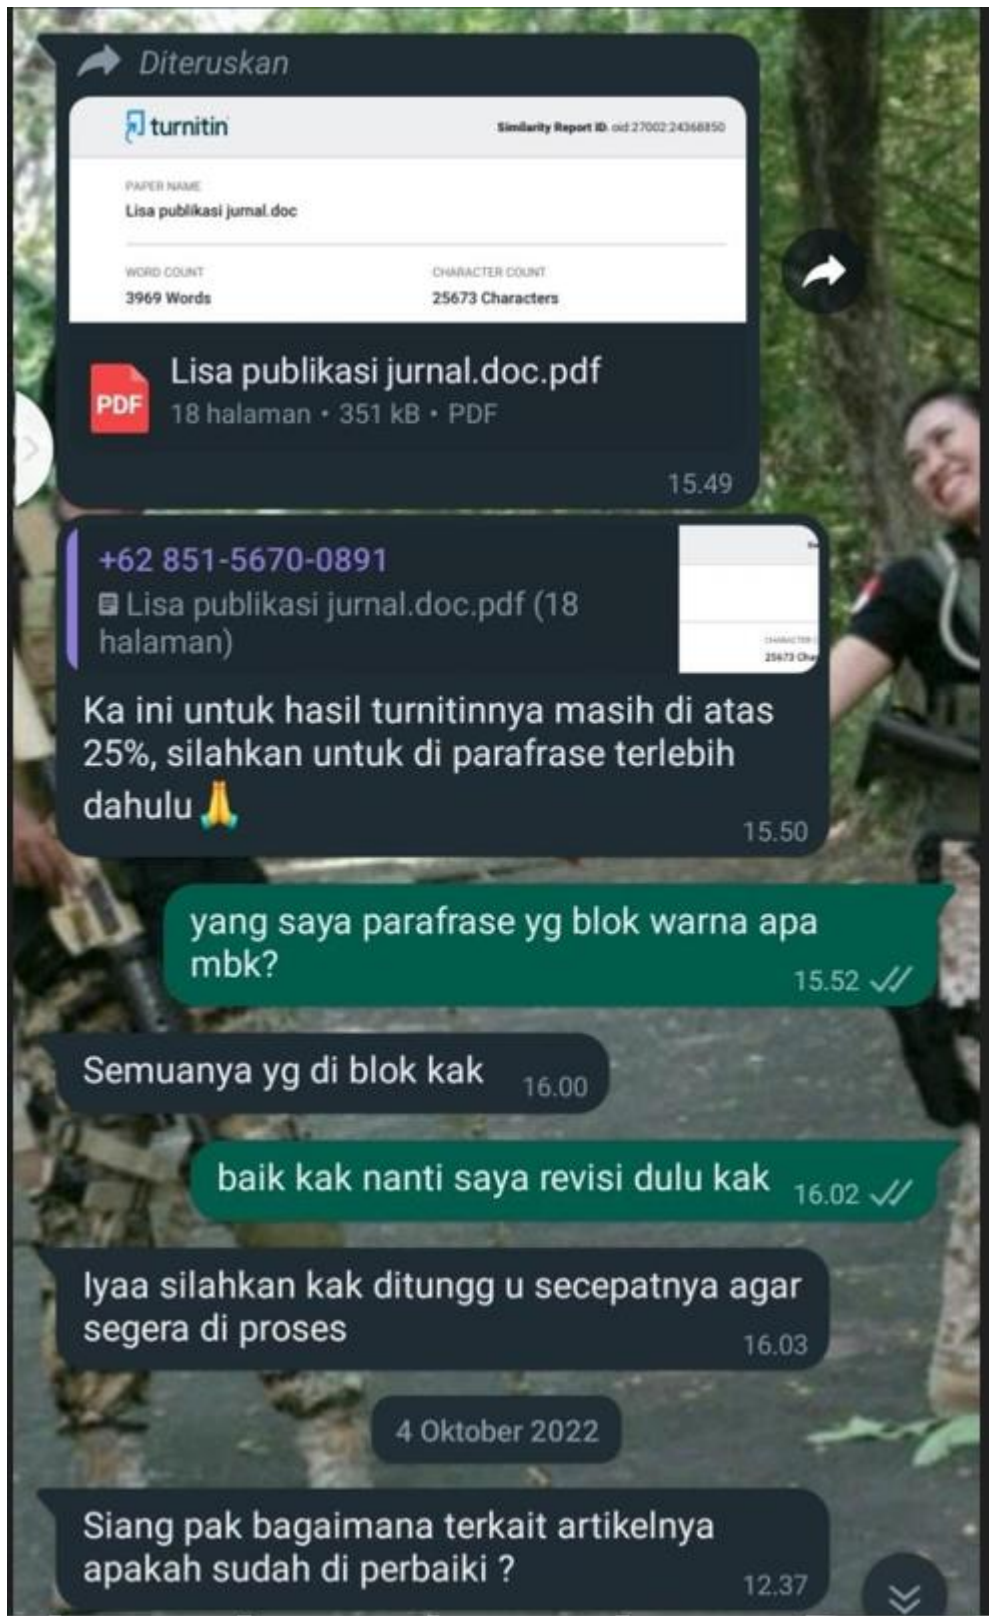 Diteruskan
turnitin
Similarity Report ID: oid:27002:24368850
PAPER NAME
Lisa publikasi jurnal.doc
WORD COUNT
CHARACTER COUNT
3969 Words
25673 Characters
PDF
Lisa publikasi jurnal.doc.pdf
18 halaman • 351 kB • PDF
15.49
+62 851-5670-0891
Lisa publikasi jurnal.doc.pdf (18
halaman)
25673 Cha
Ka ini untuk hasil turnitinnya masih di atas
25%, silahkan untuk di parafrase terlebih
dahulu 🙏
15.50
yang saya parafrase yg blok warna apa
mbk?
15.52
Semuanya yg di blok kak
16.00
baik kak nanti saya revisi dulu kak
16.02
Iyaa silahkan kak ditungg u secepatnya agar
segera di proses
16.03
4 Oktober 2022
Siang pak bagaimana terkait artikelnya
apakah sudah di perbaiki ?
12.37